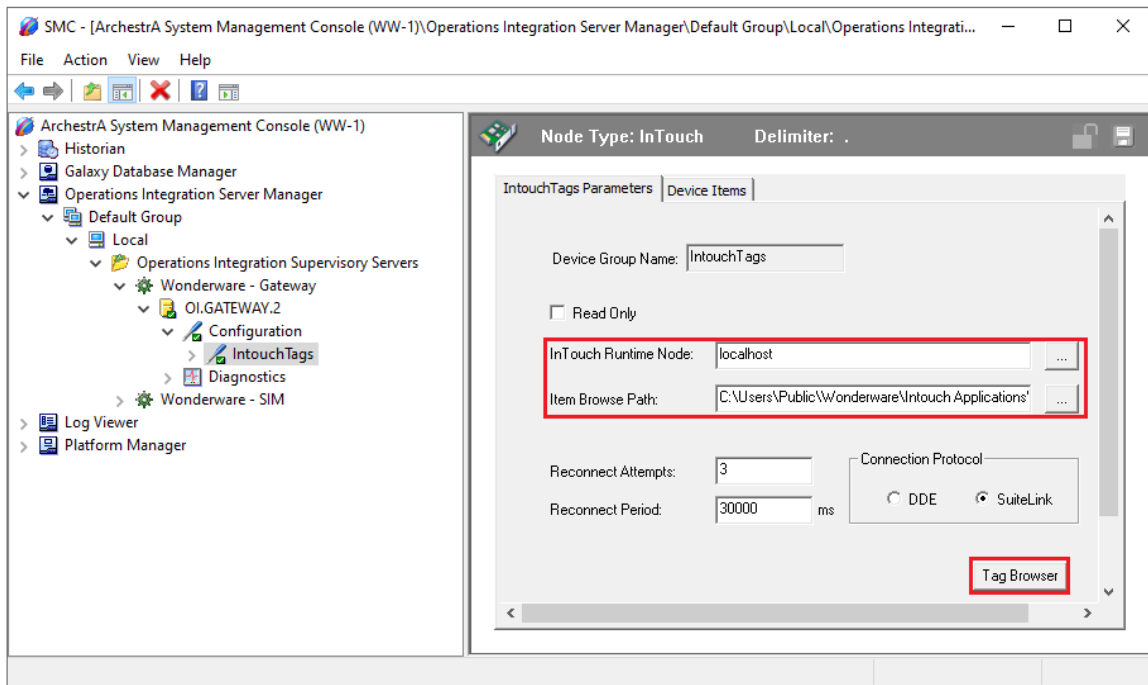 SMC - [ArchestrA System Management Console (WW-1)\Operations Integration Server Manager\Default Group\Local\Operations Integrati...
File Action View Help
ArchestrA System Management Console (WW-1)
Historian
Galaxy Database Manager
Operations Integration Server Manager
Default Group
Local
Operations Integration Supervisory Servers
Wonderware - Gateway
OI.GATEWAY.2
Configuration
IntouchTags
Diagnostics
Wonderware - SIM
Log Viewer
Platform Manager
Node Type: InTouch Delimiter: .
IntouchTags Parameters Device Items
Device Group Name: IntouchTags
Read Only
InTouch Runtime Node: localhost ...
Item Browse Path: C:\Users\Public\Wonderware\Intouch Applications' ...
Reconnect Attempts: 3
Reconnect Period: 30000 ms
Connection Protocol
DDE SuiteLink
Tag Browser